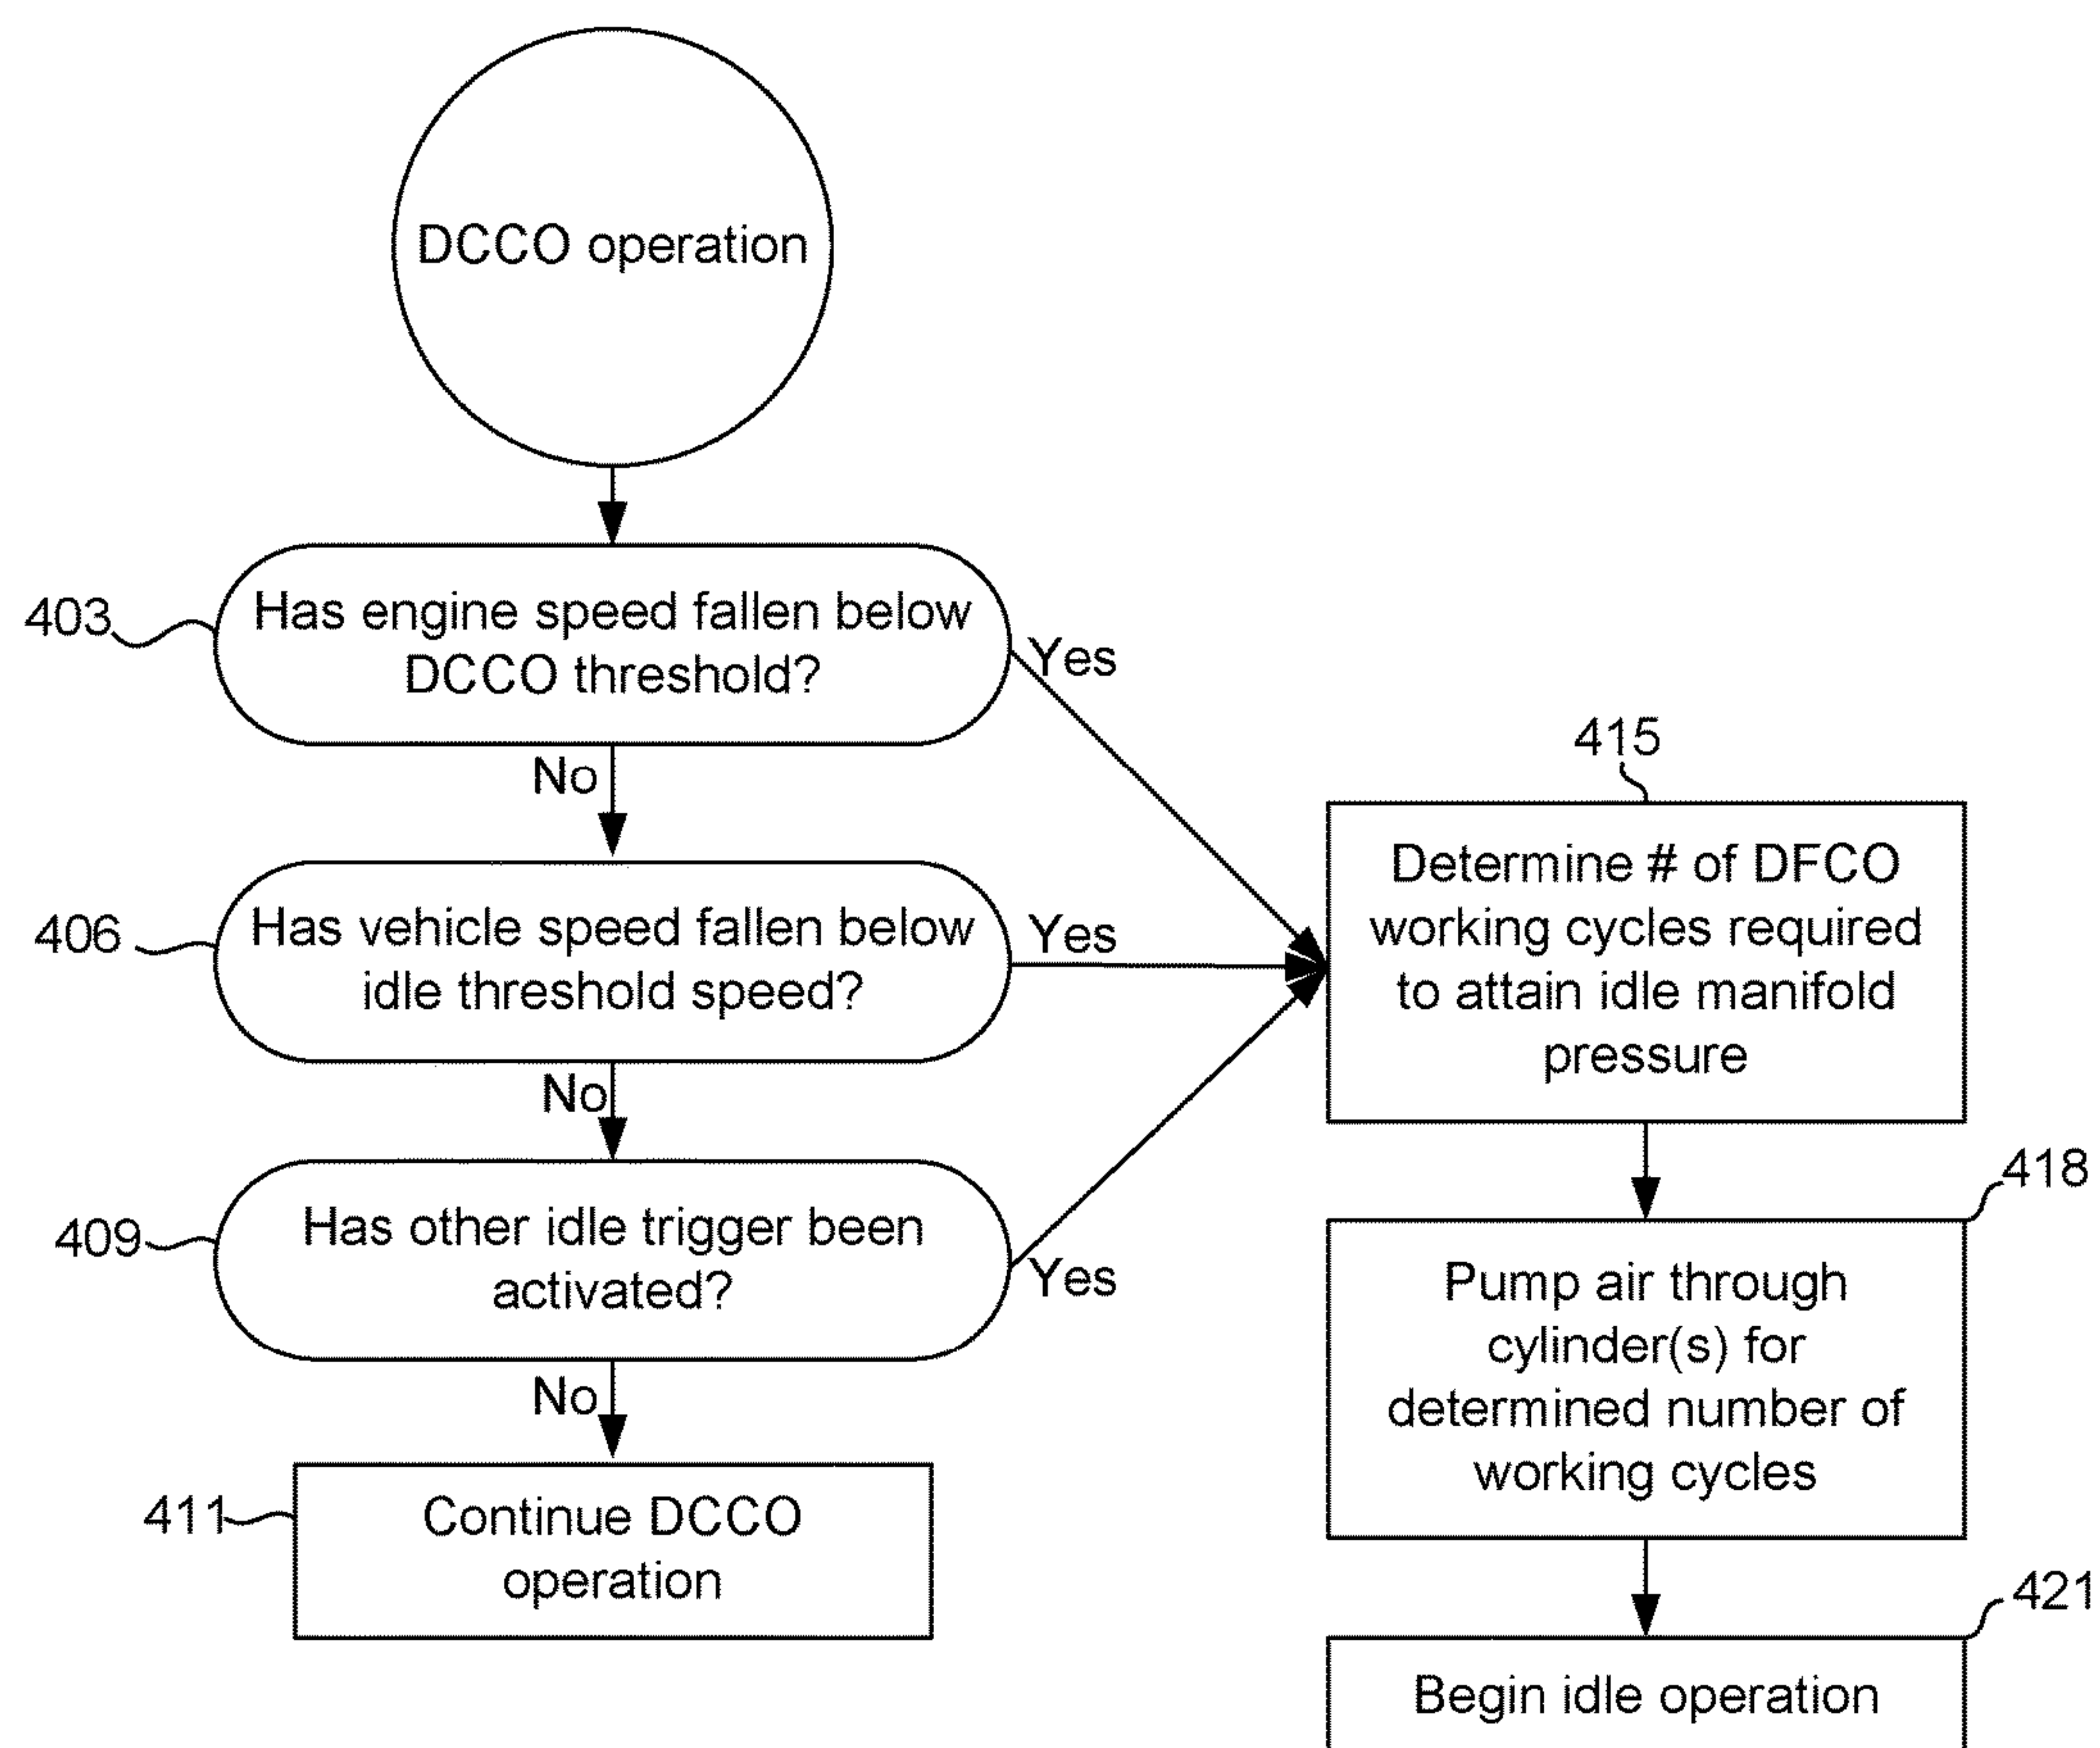 DCCO operation
403
Has engine speed fallen below
DCCO threshold?
Yes
No
406
Has vehicle speed fallen below
idle threshold speed?
Yes
No
409
Has other idle trigger been
activated?
Yes
No
411
Continue DCCO
operation
415
Determine # of DFCO
working cycles required
to attain idle manifold
pressure
418
Pump air through
cylinder(s) for
determined number of
working cycles
421
Begin idle operation